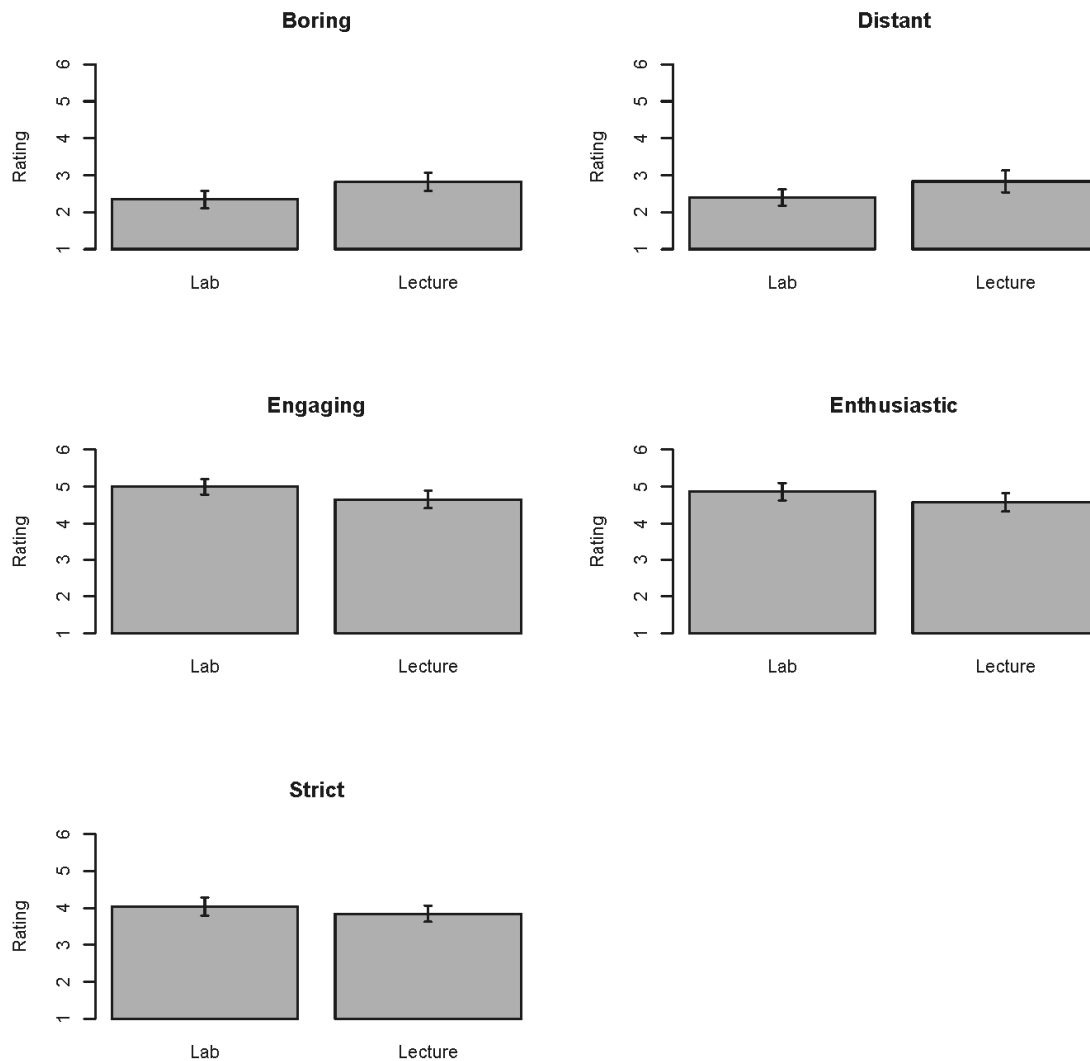 Boring
Rating
6
5
4
3
2
1
Lab
Lecture
Distant
Rating
6
5
4
3
2
1
Lab
Lecture
Engaging
Rating
6
5
4
3
2
1
Lab
Lecture
Enthusiastic
Rating
6
5
4
3
2
1
Lab
Lecture
Strict
Rating
6
5
4
3
2
1
Lab
Lecture